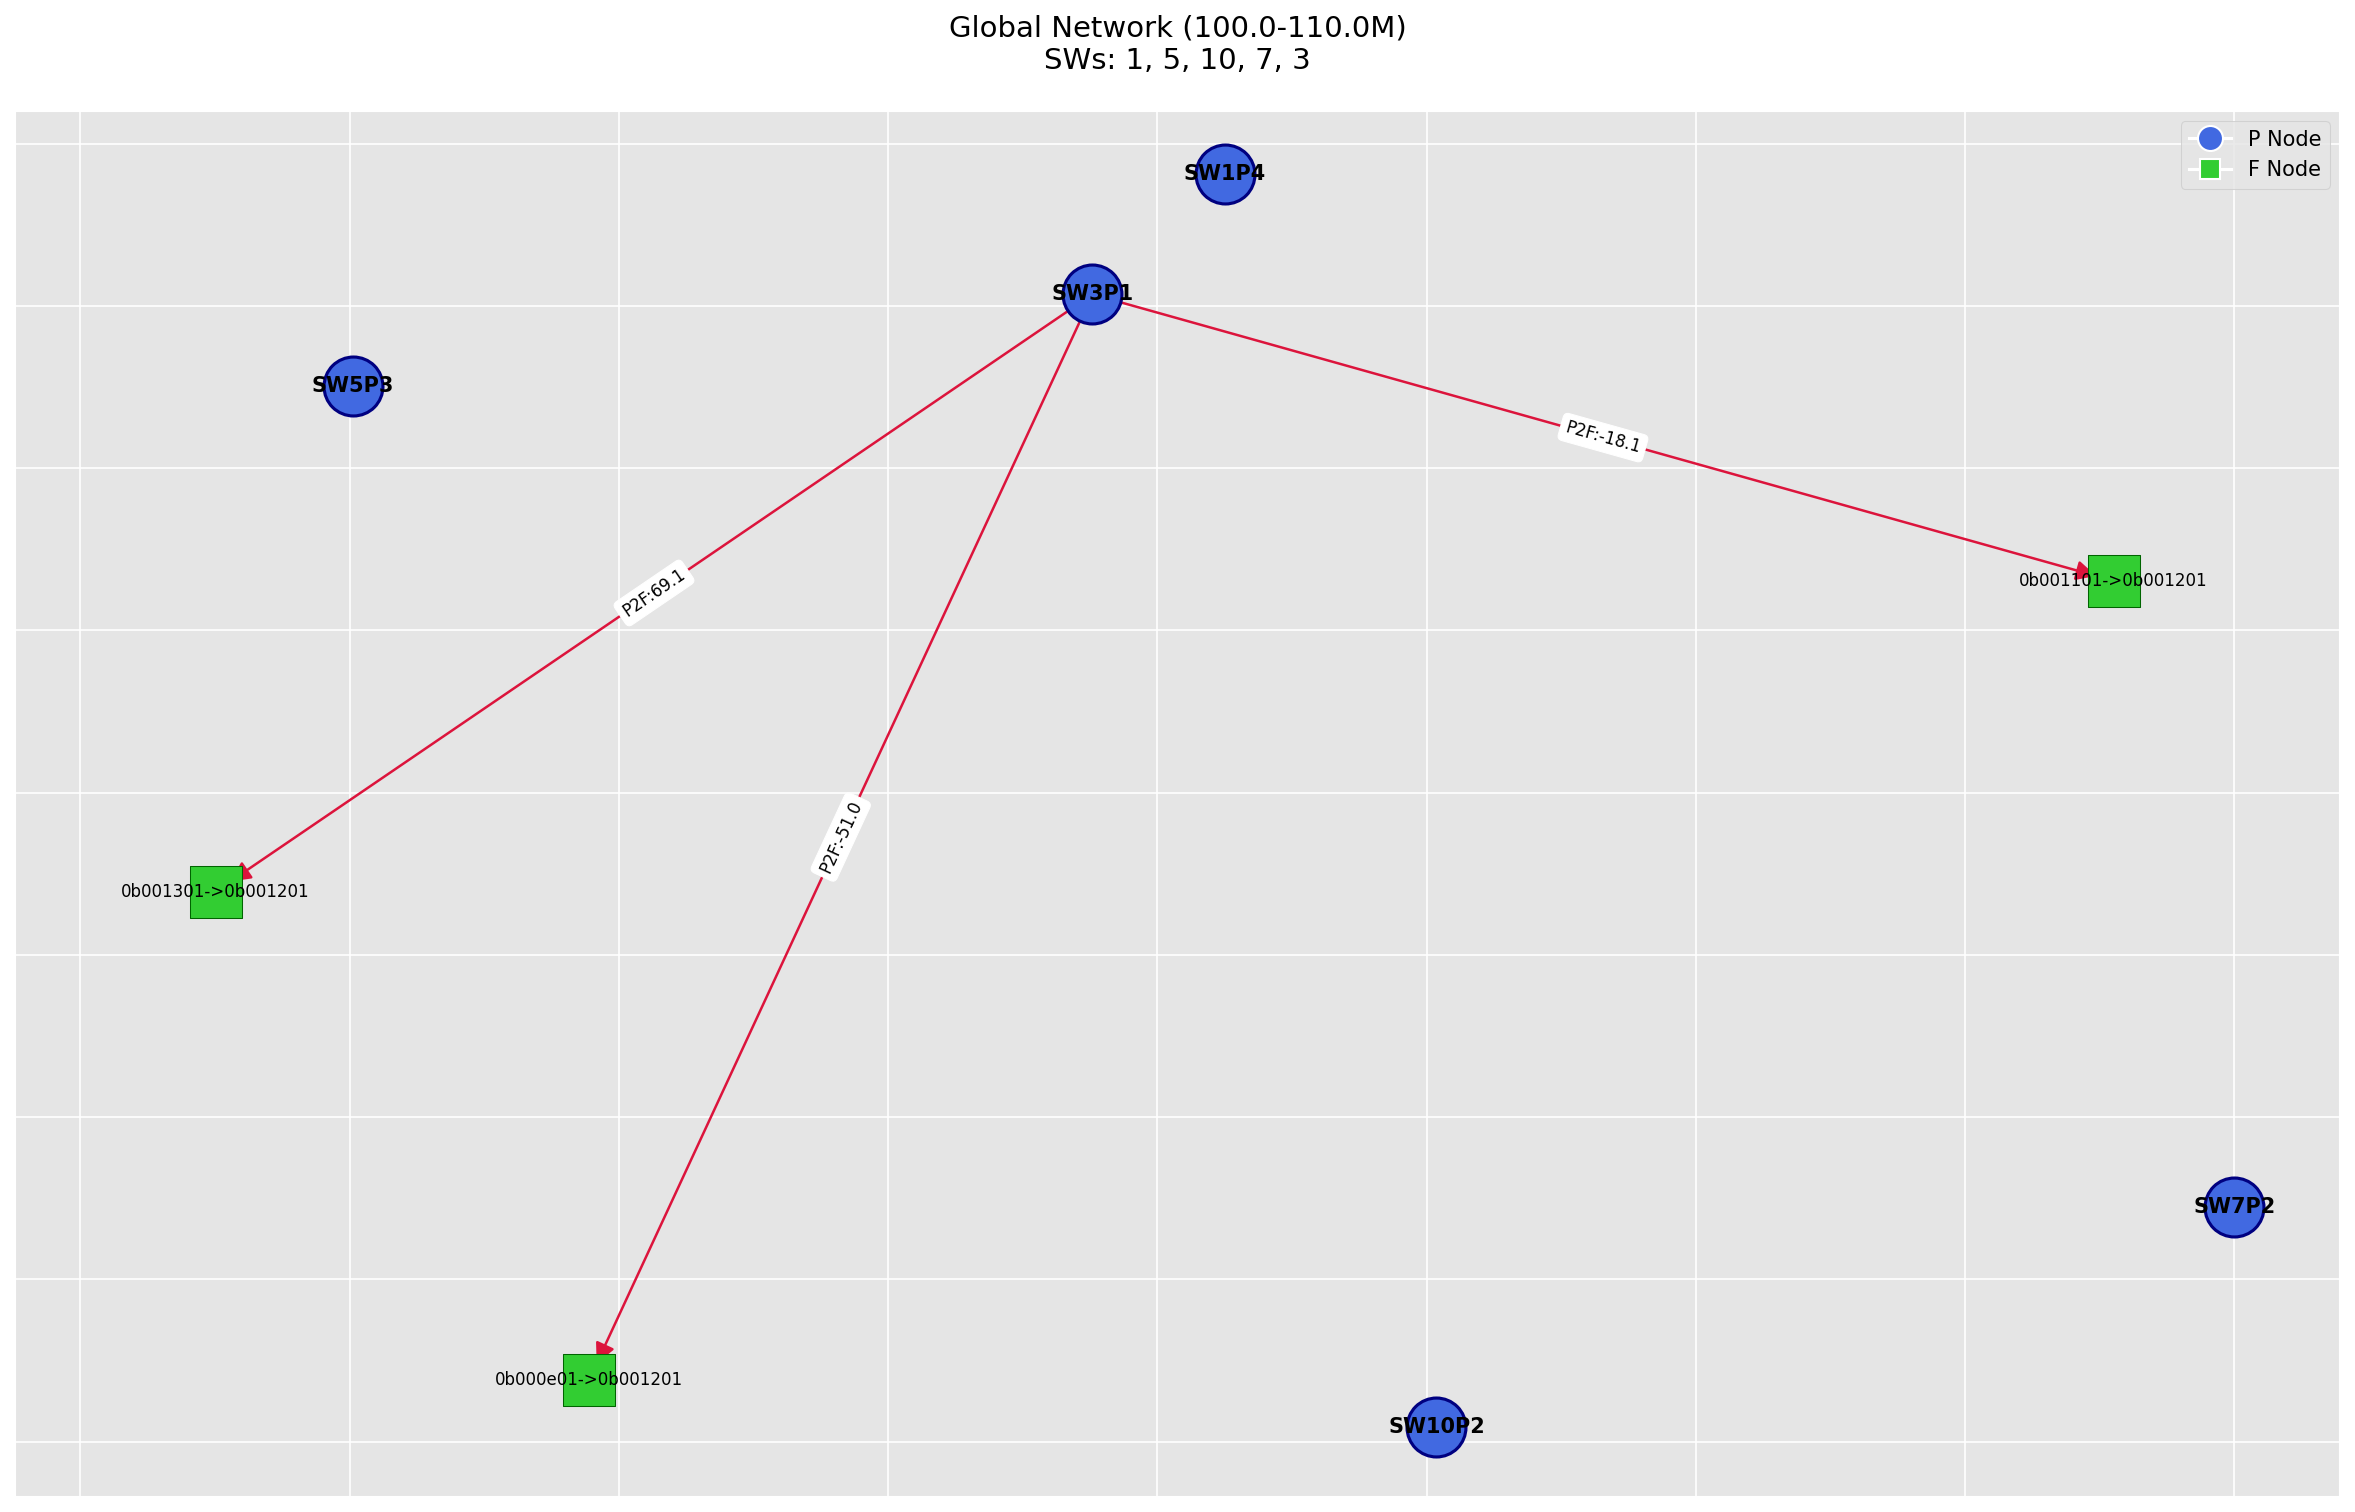 Global Network (100.0-110.0M)
SWs: 1, 5, 10, 7, 3
P Node
F Node
SW1P4
SW3P1
SW5P3
P2F:-18.1
P2F:69.1
0b001101->0b001201
P2F:-51.0
0b001301->0b001201
SW7P2
0b000e01->0b001201
SW10P2